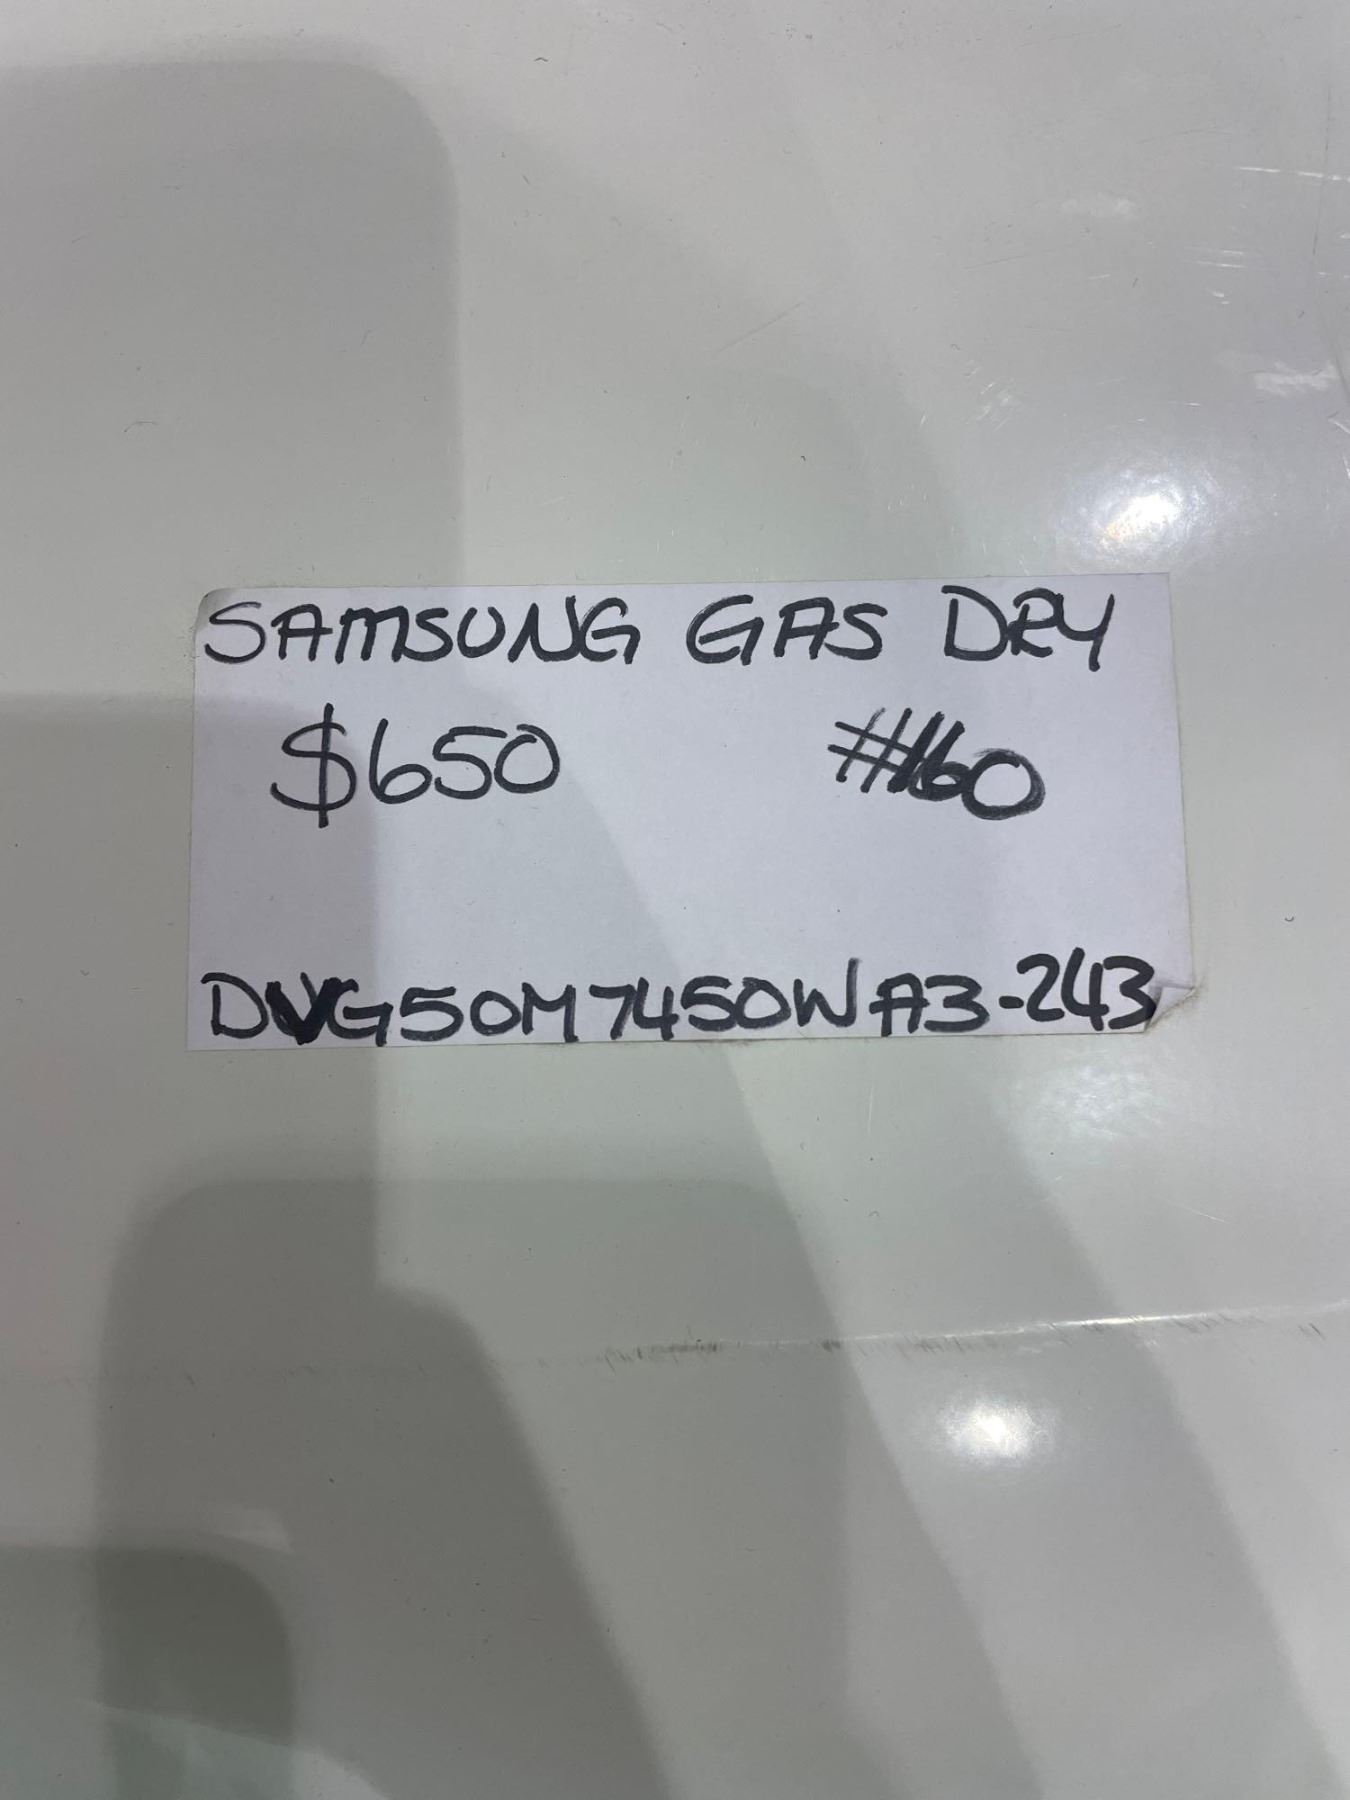 SAMSUNG GAS DRY
$650 #160
DVG50M7450WA3-243